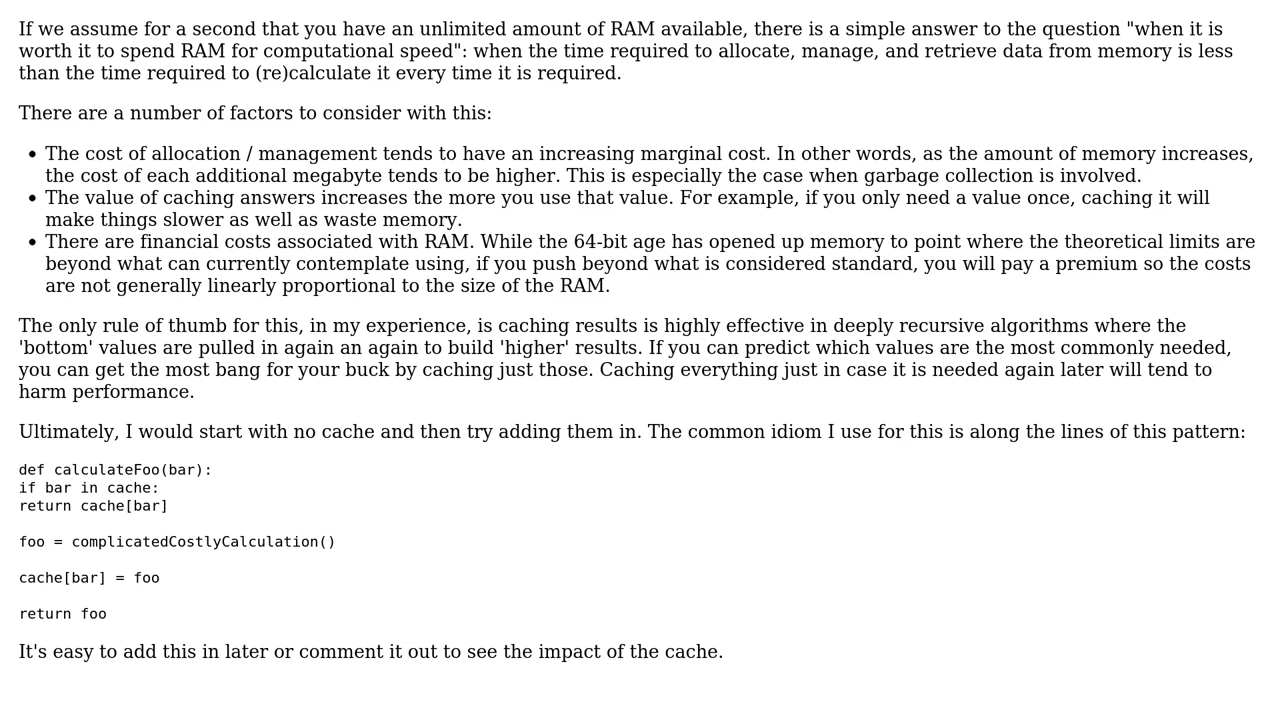 If we assume for a second that you have an unlimited amount of RAM available, there is a simple answer to the question "when it is
worth it to spend RAM for computational speed": when the time required to allocate, manage, and retrieve data from memory is less
than the time required to (re)calculate it every time it is required.
There are a number of factors to consider with this:
• The cost of allocation / management tends to have an increasing marginal cost. In other words, as the amount of memory increases,
the cost of each additional megabyte tends to be higher. This is especially the case when garbage collection is involved.
• The value of caching answers increases the more you use that value. For example, if you only need a value once, caching it will
make things slower as well as waste memory.
• There are financial costs associated with RAM. While the 64-bit age has opened up memory to point where the theoretical limits are
beyond what can currently contemplate using, if you push beyond what is considered standard, you will pay a premium so the costs
are not generally linearly proportional to the size of the RAM.
The only rule of thumb for this, in my experience, is caching results is highly effective in deeply recursive algorithms where the
'bottom' values are pulled in again an again to build 'higher' results. If you can predict which values are the most commonly needed,
you can get the most bang for your buck by caching just those. Caching everything just in case it is needed again later will tend to
harm performance.
Ultimately, I would start with no cache and then try adding them in. The common idiom I use for this is along the lines of this pattern:
def calculateFoo(bar):
if bar in cache:
return cache[bar]
foo = complicatedCostlyCalculation()
cache[bar] = foo
return foo
It's easy to add this in later or comment it out to see the impact of the cache.